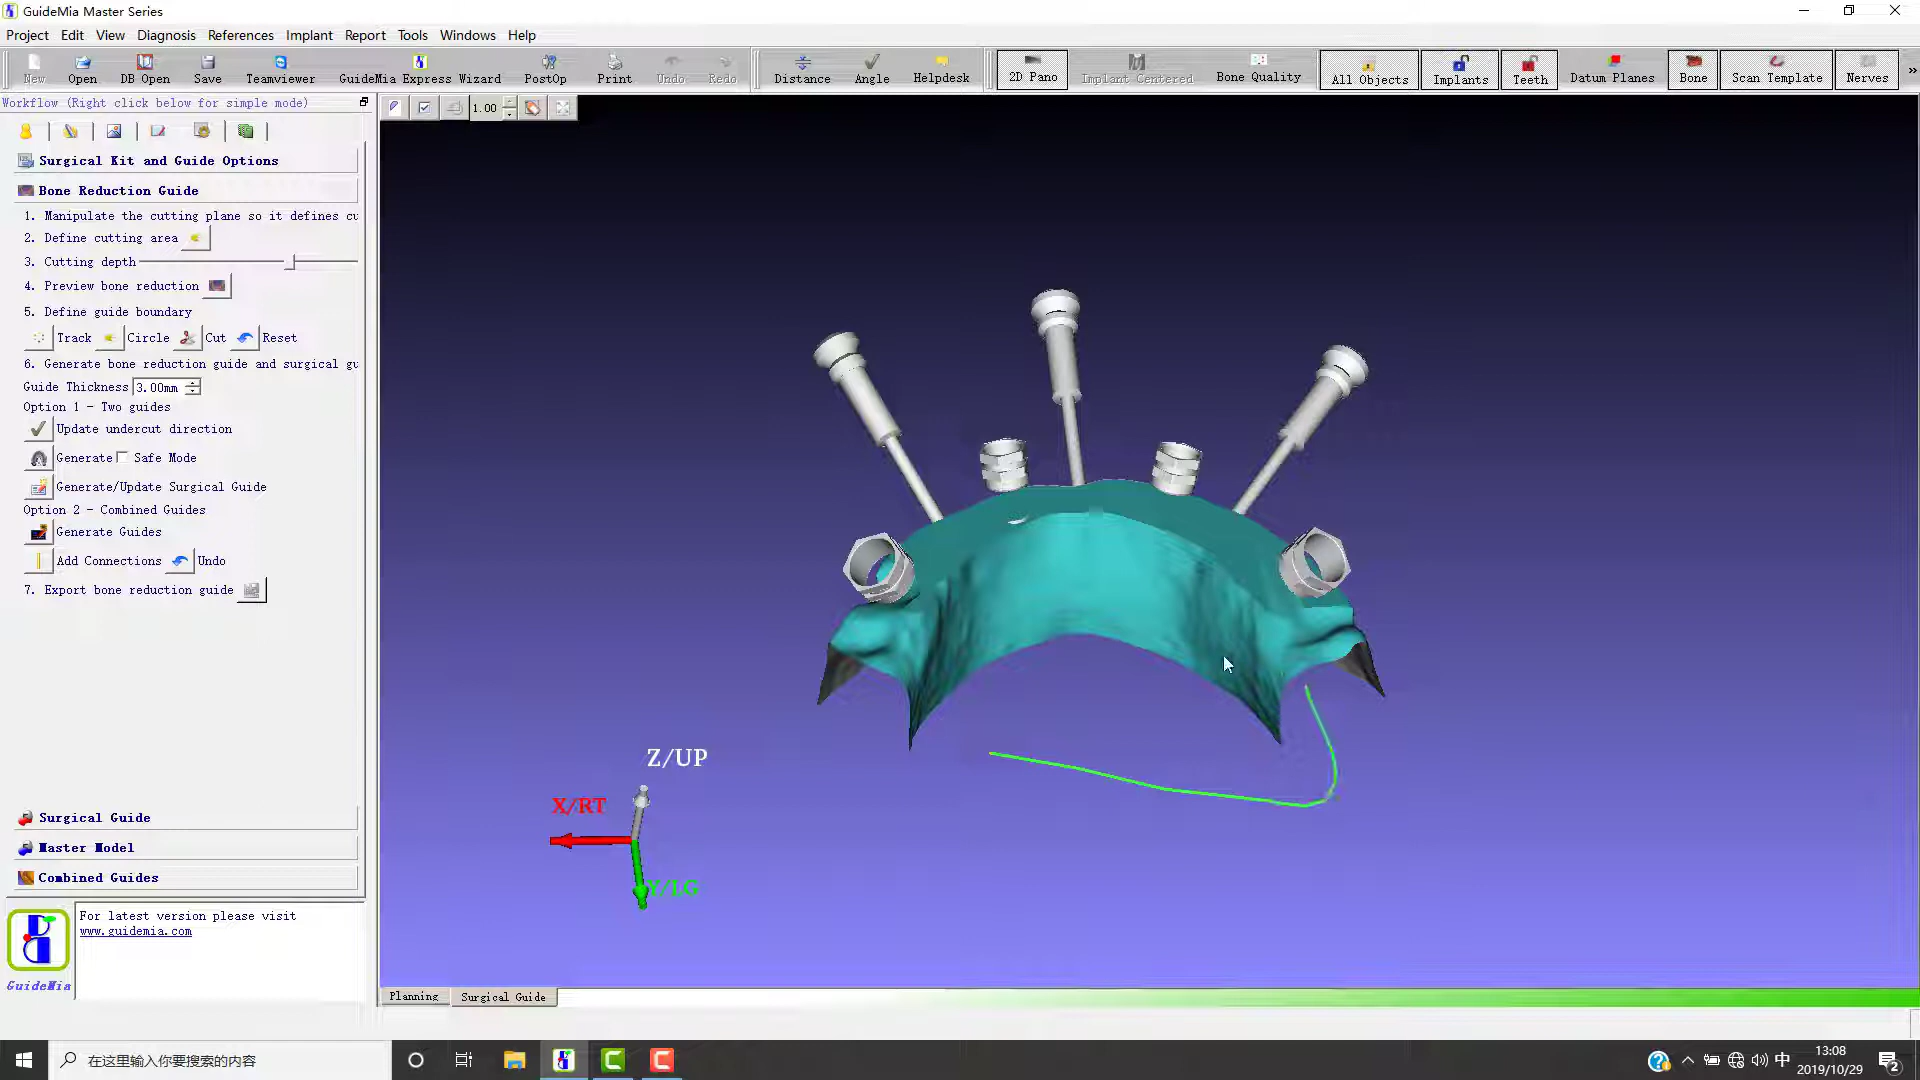 GuideMia Master Series
Project Edit View Diagnosis References Implant Report Tools Windows Help
New Open DB Open Save Teamviewer GuideMia Express Wizard PostOp Print Undo Redo Distance Angle Helpdesk 2D Pano Implant Centered Bone Quality All Objects Implants Teeth Datum Planes Bone Scan Template Nerves »
Workflow (Right click below for simple mode)
1.00
Surgical Kit and Guide Options
Bone Reduction Guide
1. Manipulate the cutting plane so it defines cu
2. Define cutting area
3. Cutting depth
4. Preview bone reduction
5. Define guide boundary
Track Circle Cut Reset
6. Generate bone reduction guide and surgical gu
Guide Thickness 3.00mm
Option 1 - Two guides
Update undercut direction
Generate Safe Mode
Generate/Update Surgical Guide
Option 2 - Combined Guides
Generate Guides
Add Connections Undo
7. Export bone reduction guide
Z/UP
X/RT
Y/LG
Surgical Guide
Master Model
Combined Guides
For latest version please visit
www.guidemia.com
GuideMia
Planning Surgical Guide
在这里输入你要搜索的内容
中
13:08
2019/10/29
2